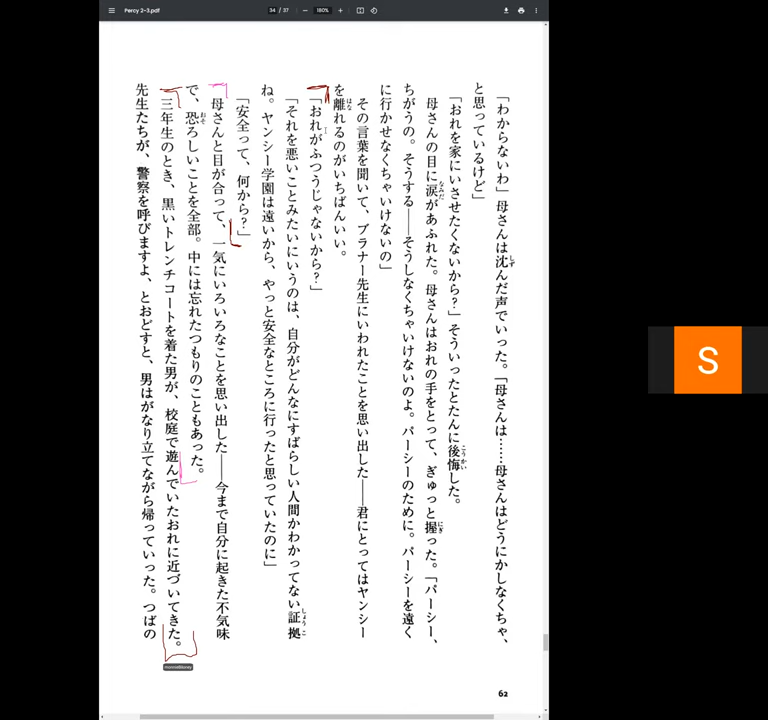 Percy 2-3.pdf
34 / 37
180%
「わからないわ」母さんは沈んだ声でいった。「母さんは……母さんはどうにかしなくちゃ、
しず
と思っているけど」
「おれを家にいさせたくないから？」そういったとたんに後悔した。
こうかい
母さんの目に涙があふれた。母さんはおれの手をとって、ぎゅっと握った。「パーシー、
なみだ
にぎ
ちがうの。そうする――そうしなくちゃいけないのよ。パーシーのために。パーシーを遠く
に行かせなくちゃいけないの」
その言葉を聞いて、ブラナー先生にいわれたことを思い出した――君にとってはヤンシー
を離れるのがいちばんいい。
はな
「おれがふつうじゃないから？」
「それを悪いことみたいにいうのは、自分がどんなにすばらしい人間かわかってない証拠
しょうこ
ね。ヤンシー学園は遠いから、やっと安全なところに行ったと思っていたのに」
「安全って、何から？」
母さんと目が合って、一気にいろいろなことを思い出した――今まで自分に起きた不気味
で、恐ろしいことを全部。中には忘れたつもりのこともあった。
おそ
三年生のとき、黒いトレンチコートを着た男が、校庭で遊んでいたおれに近づいてきた。
先生たちが、警察を呼びますよ、とおどすと、男はがなり立てながら帰っていった。つばの
62
S